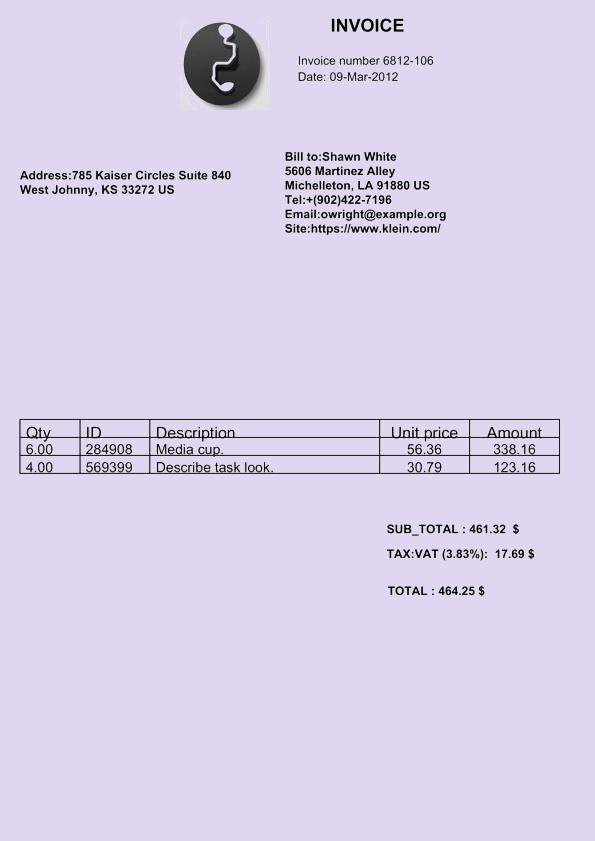 INVOICE
Invoice number 6812-106
Date: 09-Mar-2012
Bill to:Shawn White
5606 Martinez Alley
Michelleton, LA 91880 US
Tel:+(902)422-7196
Email:owright@example.org
Site:https://www.klein.com/
Address:785 Kaiser Circles Suite 840
West Johnny, KS 33272 US
Qty ID Description Unit price Amount
6.00 284908 Media cup. 56.36 338.16
4.00 569399 Describe task look. 30.79 123.16
SUB_TOTAL : 461.32 $
TAX:VAT (3.83%): 17.69 $
TOTAL : 464.25 $